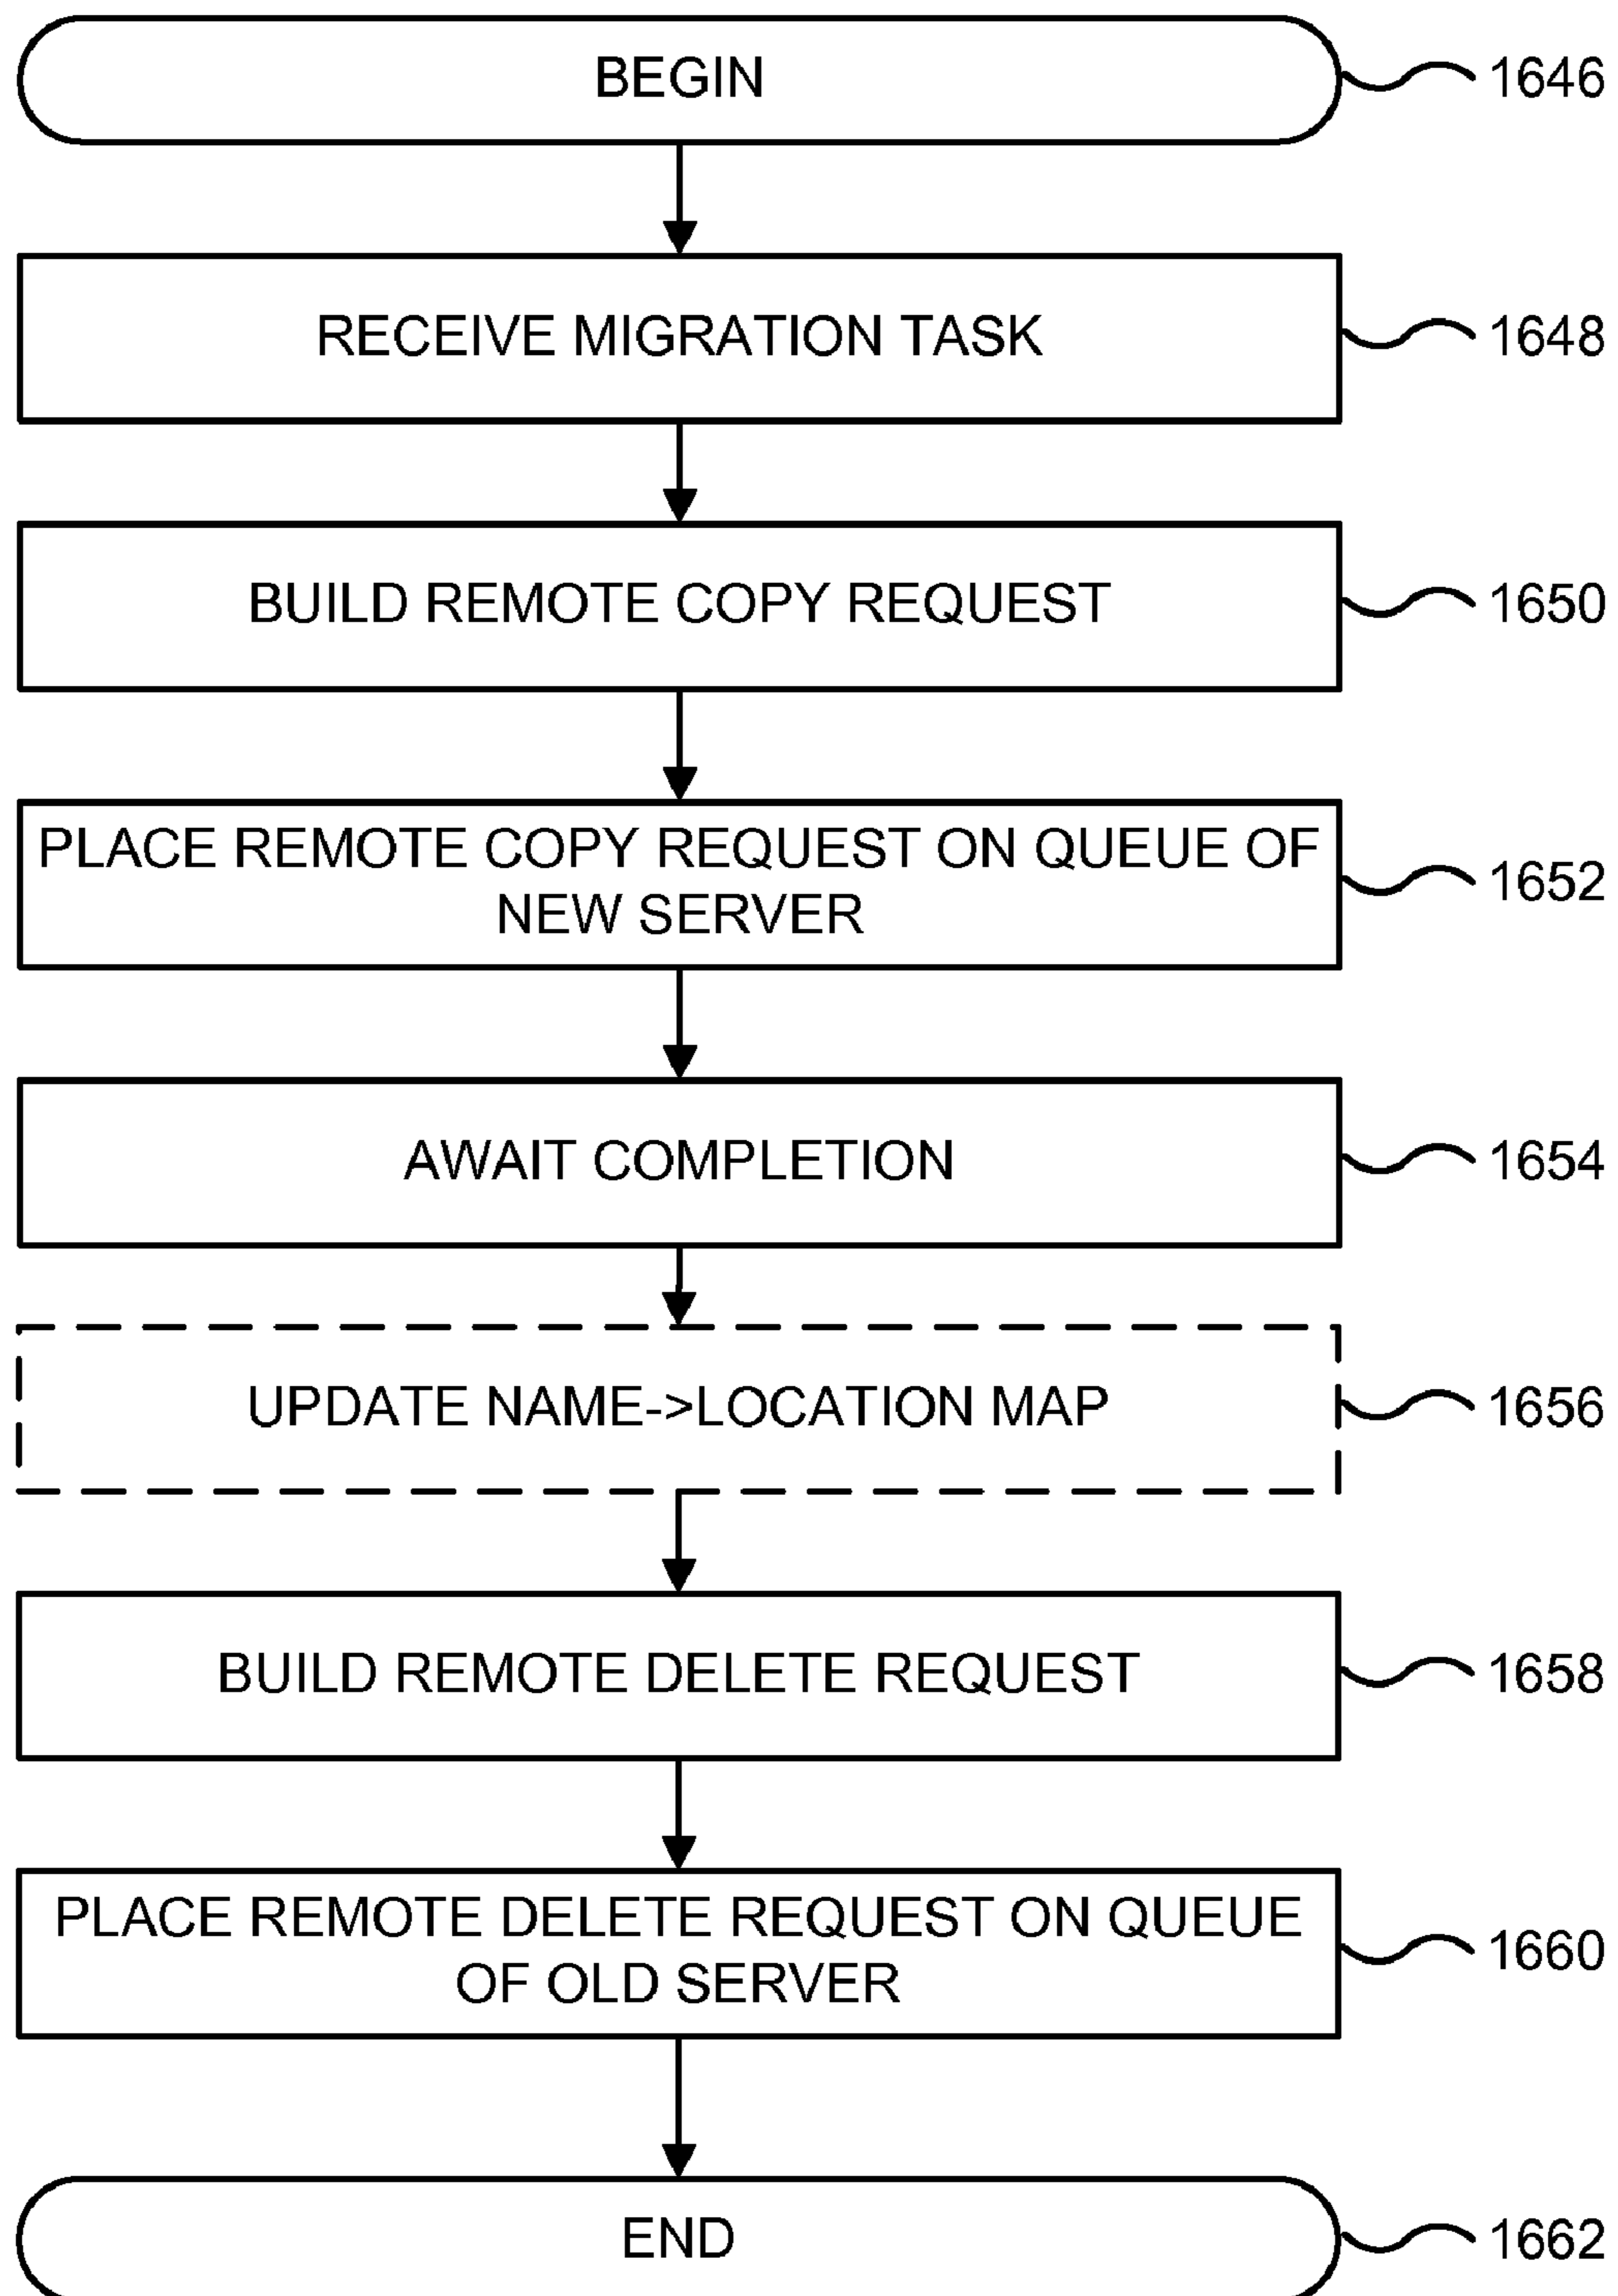 BEGIN
1646
RECEIVE MIGRATION TASK
1648
BUILD REMOTE COPY REQUEST
1650
PLACE REMOTE COPY REQUEST ON QUEUE OF
NEW SERVER
1652
AWAIT COMPLETION
1654
UPDATE NAME->LOCATION MAP
1656
BUILD REMOTE DELETE REQUEST
1658
PLACE REMOTE DELETE REQUEST ON QUEUE
OF OLD SERVER
1660
END
1662